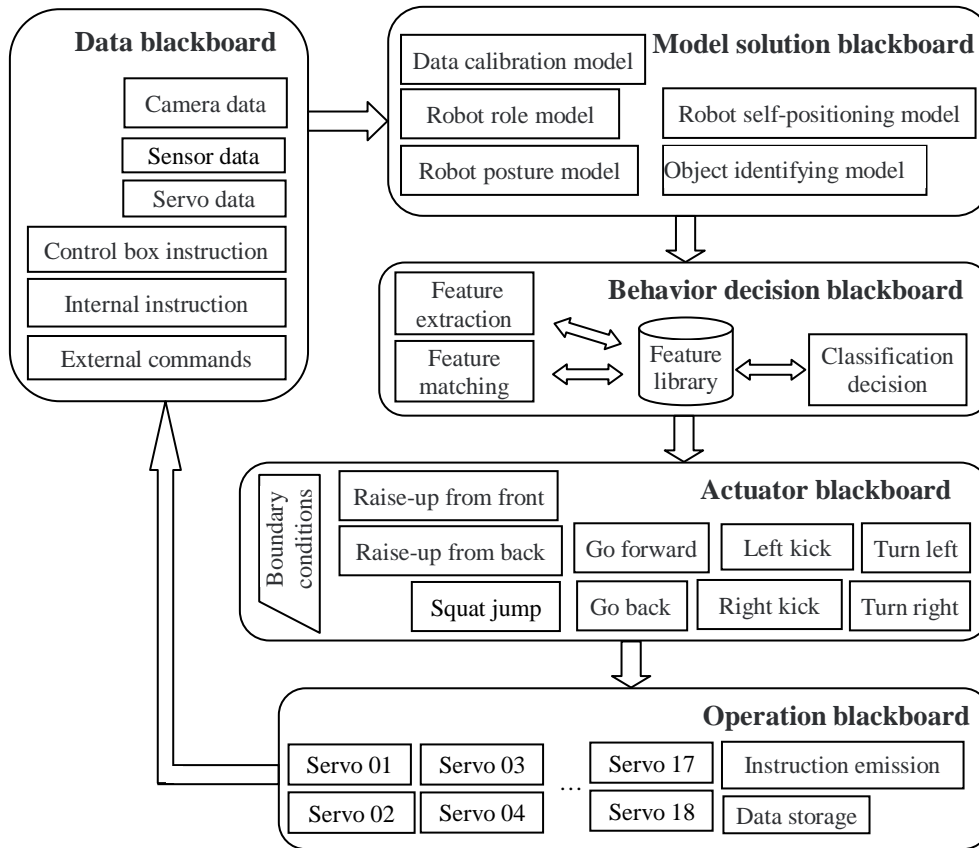 Data blackboard
Camera data
Sensor data
Servo data
Control box instruction
Internal instruction
External commands
Model solution blackboard
Data calibration model
Robot role model
Robot self-positioning model
Robot posture model
Object identifying model
Behavior decision blackboard
Feature
extraction
Feature
matching
Feature
library
Classification
decision
Actuator blackboard
Boundary
conditions
Raise-up from front
Raise-up from back
Go forward
Left kick
Turn left
Squat jump
Go back
Right kick
Turn right
Operation blackboard
Servo 01
Servo 03
Servo 17
Instruction emission
...
Servo 02
Servo 04
Servo 18
Data storage